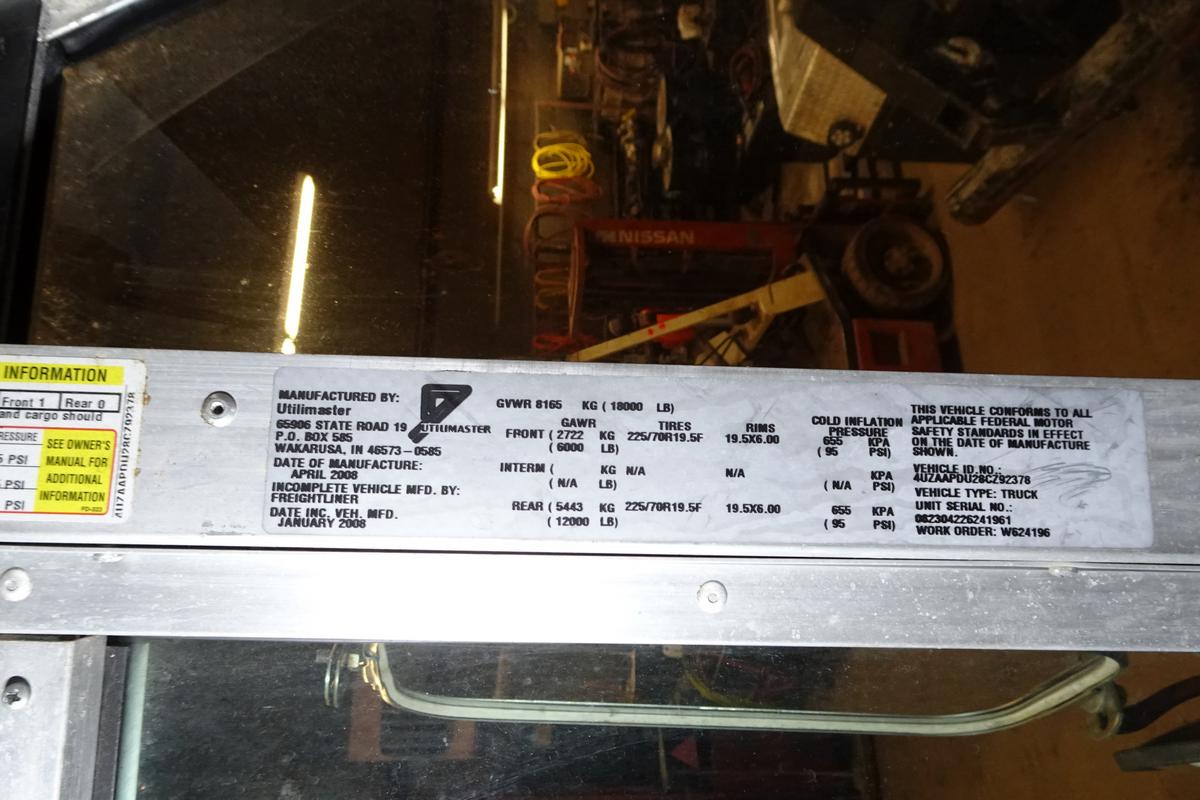 NISSAN
INFORMATION
Front 1 Rear 0
and cargo should
SEE OWNER'S
MANUAL FOR
ADDITIONAL
INFORMATION
PSI
PSI
PSI
MANUFACTURED BY:
Utilimaster
65906 STATE ROAD 19
P.O. BOX 585
WAKARUSA, IN 46573-0585
DATE OF MANUFACTURE:
APRIL 2008
INCOMPLETE VEHICLE MFD. BY:
FREIGHTLINER
DATE INC. VEH. MFD.
JANUARY 2008
UTILIMASTER
GVWR 8165 KG ( 18000 LB)
GAWR TIRES RIMS COLD INFLATION PRESSURE
FRONT ( 2722 KG 225/70R19.5F 19.5X6.00 655 KPA
( 6000 LB) ( 95 PSI)
INTERM ( KG N/A N/A KPA
( N/A LB) ( N/A PSI)
REAR ( 5443 KG 225/70R19.5F 19.5X6.00 655 KPA
( 12000 LB) ( 95 PSI)
THIS VEHICLE CONFORMS TO ALL
APPLICABLE FEDERAL MOTOR
SAFETY STANDARDS IN EFFECT
ON THE DATE OF MANUFACTURE
SHOWN.
VEHICLE ID.NO.:
4UZAAPDU28CZ92378
VEHICLE TYPE: TRUCK
UNIT SERIAL NO.:
082304226241961
WORK ORDER: W624196